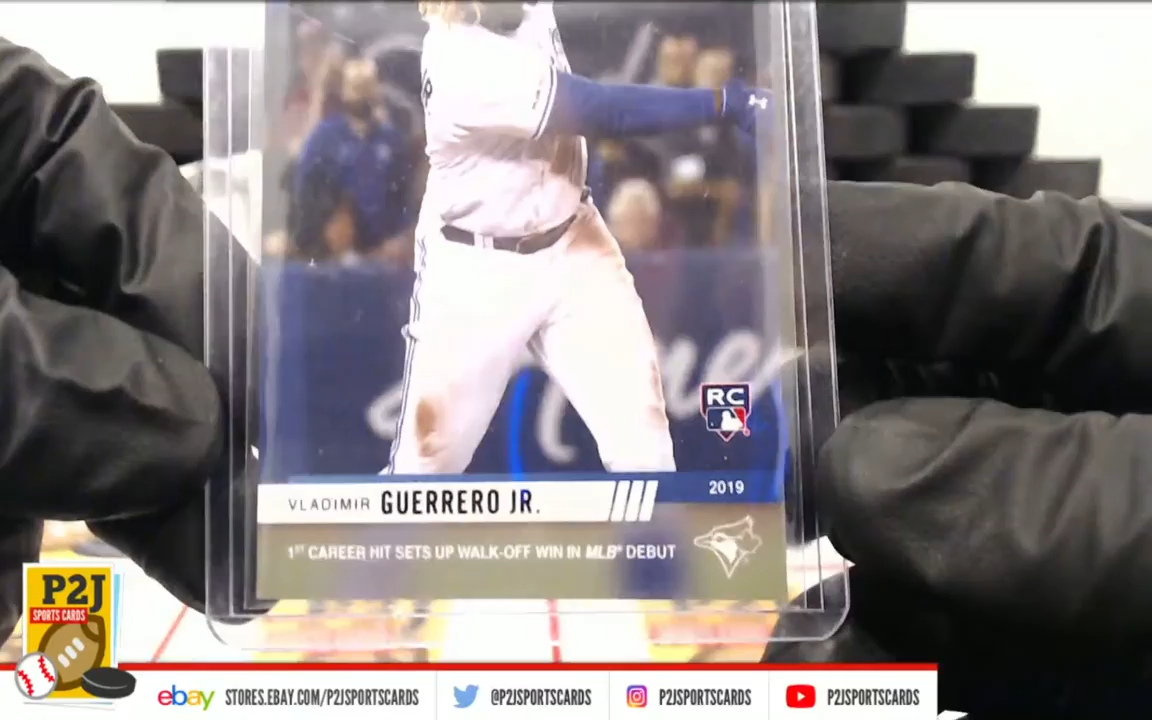 RC
2019
VLADIMIR GUERRERO JR.
1ST CAREER HIT SETS UP WALK-OFF WIN IN MLB® DEBUT
P2J
SPORTS CARDS
ebay STORES.EBAY.COM/P2JSPORTSCARDS @P2JSPORTSCARDS P2JSPORTSCARDS P2JSPORTSCARDS